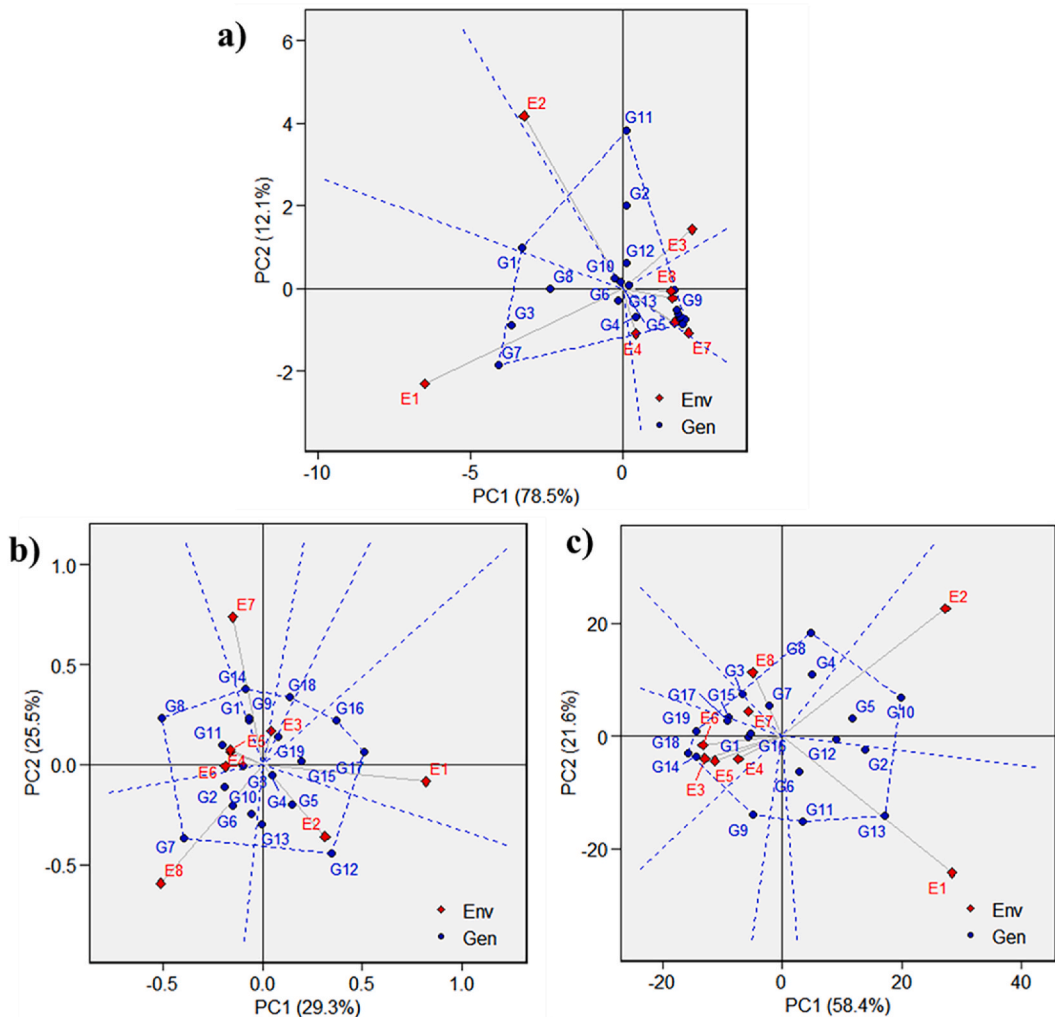 a)
6
4
2
0
-2
-10
-5
0
PC2 (12.1%)
PC1 (78.5%)
E2
G11
G2
E3
G12
G1
G10
G8
E8
G6
G13
G9
G3
G4
G5
G7
E4
E7
E1
Env
Gen
b)
1.0
0.5
0.0
-0.5
-0.5
0.0
0.5
1.0
PC2 (25.5%)
PC1 (29.3%)
E7
G14
G18
G8
G1
G9
G16
E3
G11
E5
G19
E4
G15
G17
E1
E6
G3
G2
G10
G4
G5
G6
E2
G13
G7
G12
E8
Env
Gen
c)
20
0
-20
-20
0
20
40
PC2 (21.6%)
PC1 (58.4%)
E2
G8
E8
G4
G3
G7
G17
G15
G5
G10
G19
E6
E7
G18
G1
G16
G12
G2
G14
E4
E5
G6
E3
G9
G11
G13
E1
Env
Gen